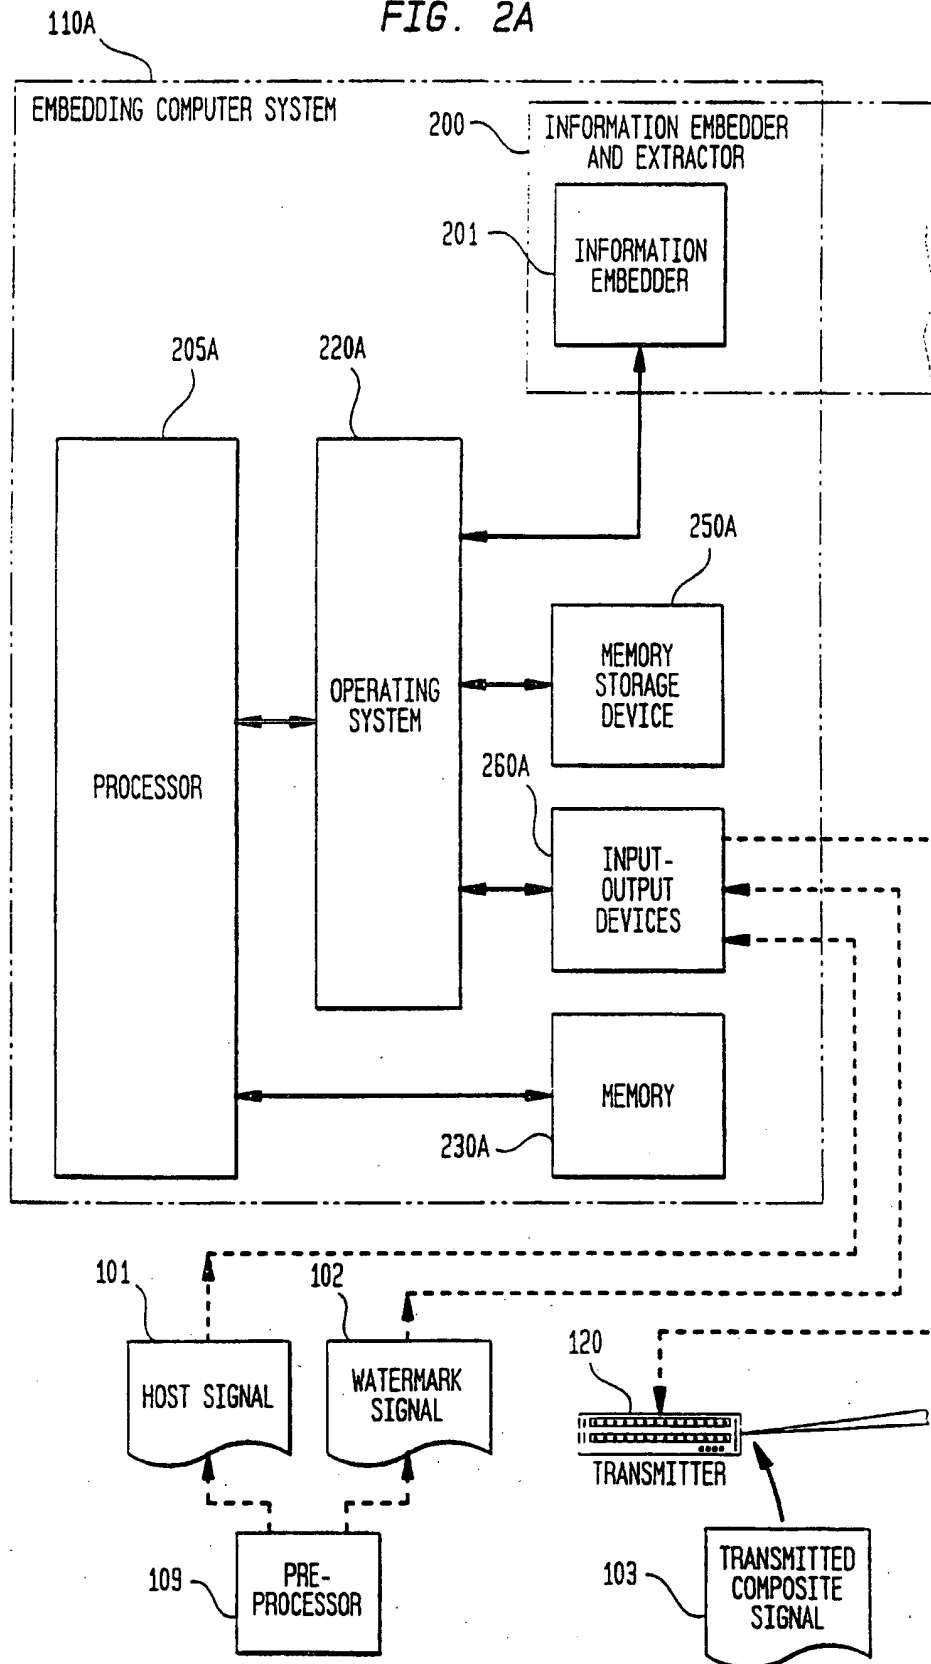 FIG. 2A
110A
EMBEDDING COMPUTER SYSTEM
200
INFORMATION EMBEDDER
AND EXTRACTOR
201
INFORMATION
EMBEDDER
205A
220A
250A
MEMORY
STORAGE
DEVICE
OPERATING
SYSTEM
PROCESSOR
260A
INPUT-
OUTPUT
DEVICES
MEMORY
230A
101
102
HOST SIGNAL
WATERMARK
SIGNAL
120
TRANSMITTER
109
PRE-
PROCESSOR
103
TRANSMITTED
COMPOSITE
SIGNAL